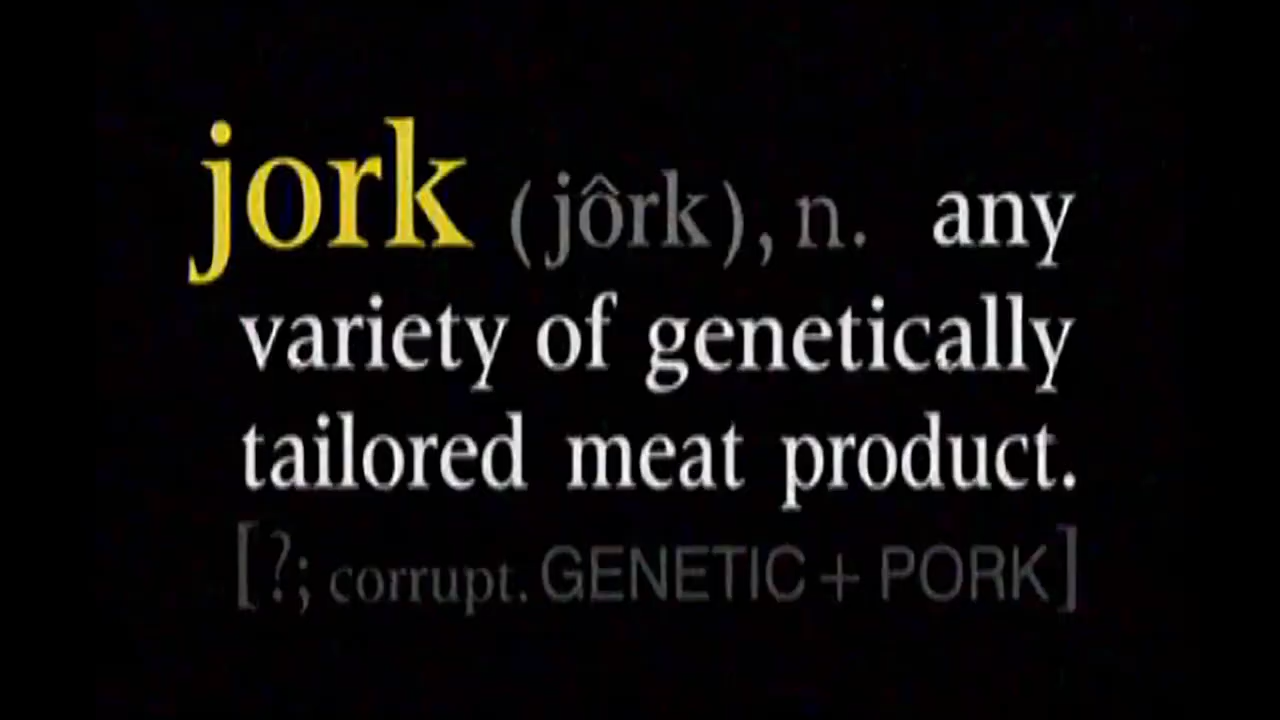 jork (jôrk), n. any
variety of genetically
tailored meat product.
[?; corrupt. GENETIC + PORK]